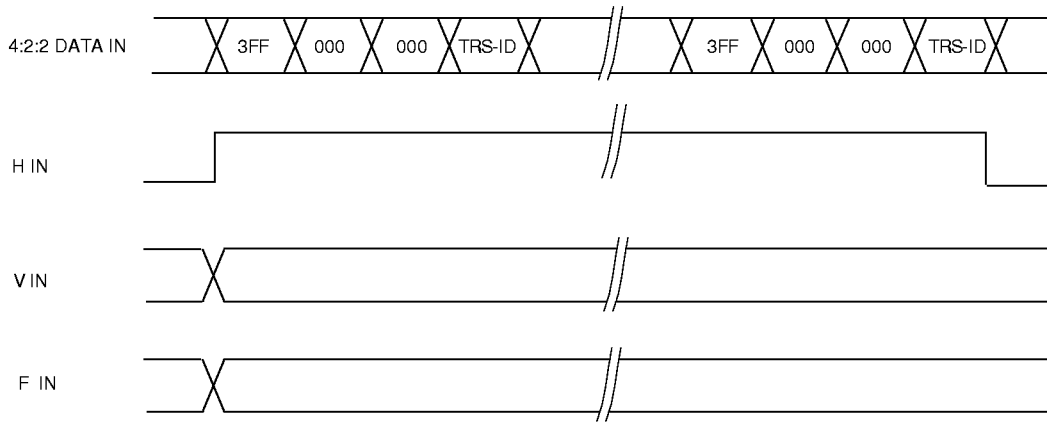 4:2:2 DATA IN 3FF 000 000 TRS-ID 3FF 000 000 TRS-ID
H IN
V IN
F IN